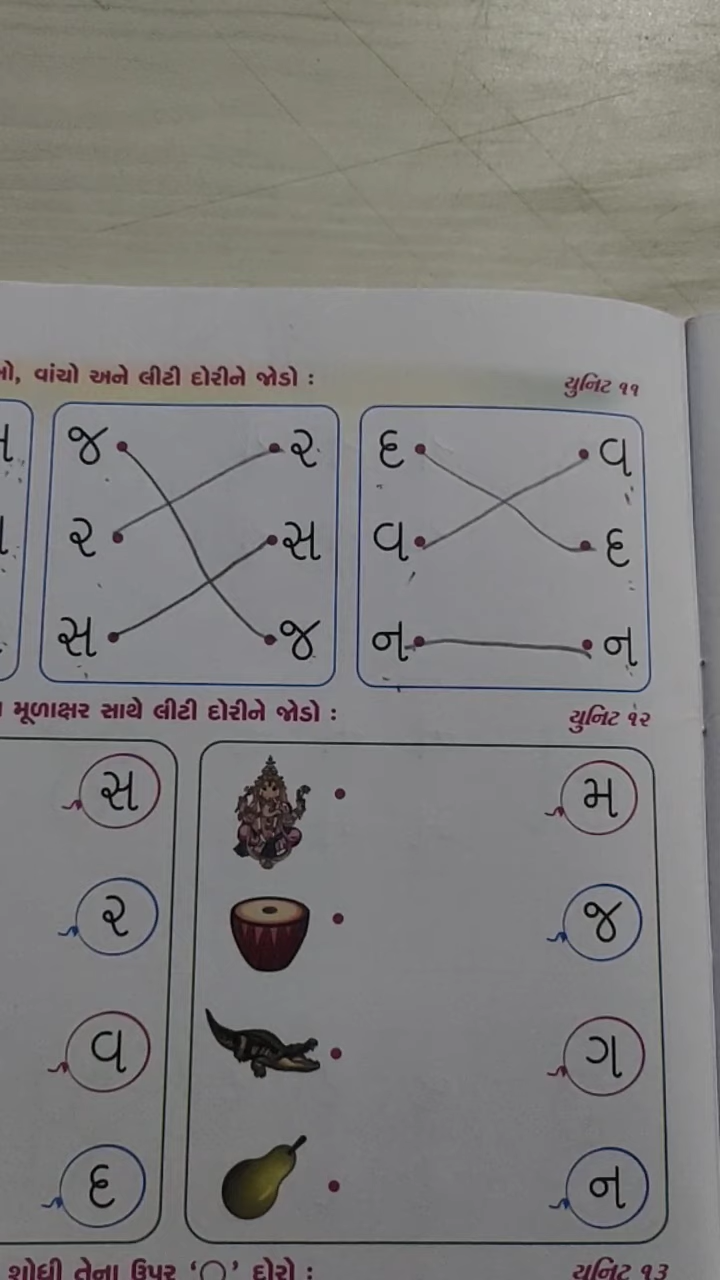 વાંચો અને લીટી દોરીને જોડો : યુનિટ ૧૧
જ ર
ર સ
સ જ
દ વ
વ દ
ન ન
મૂળાક્ષર સાથે લીટી દોરીને જોડો : યુનિટ ૧૨
સ
ર
વ
દ
મ
જ
ગ
ન
શોધી તેના ઉપર ‘○’ દોરો : યુનિટ ૧૩